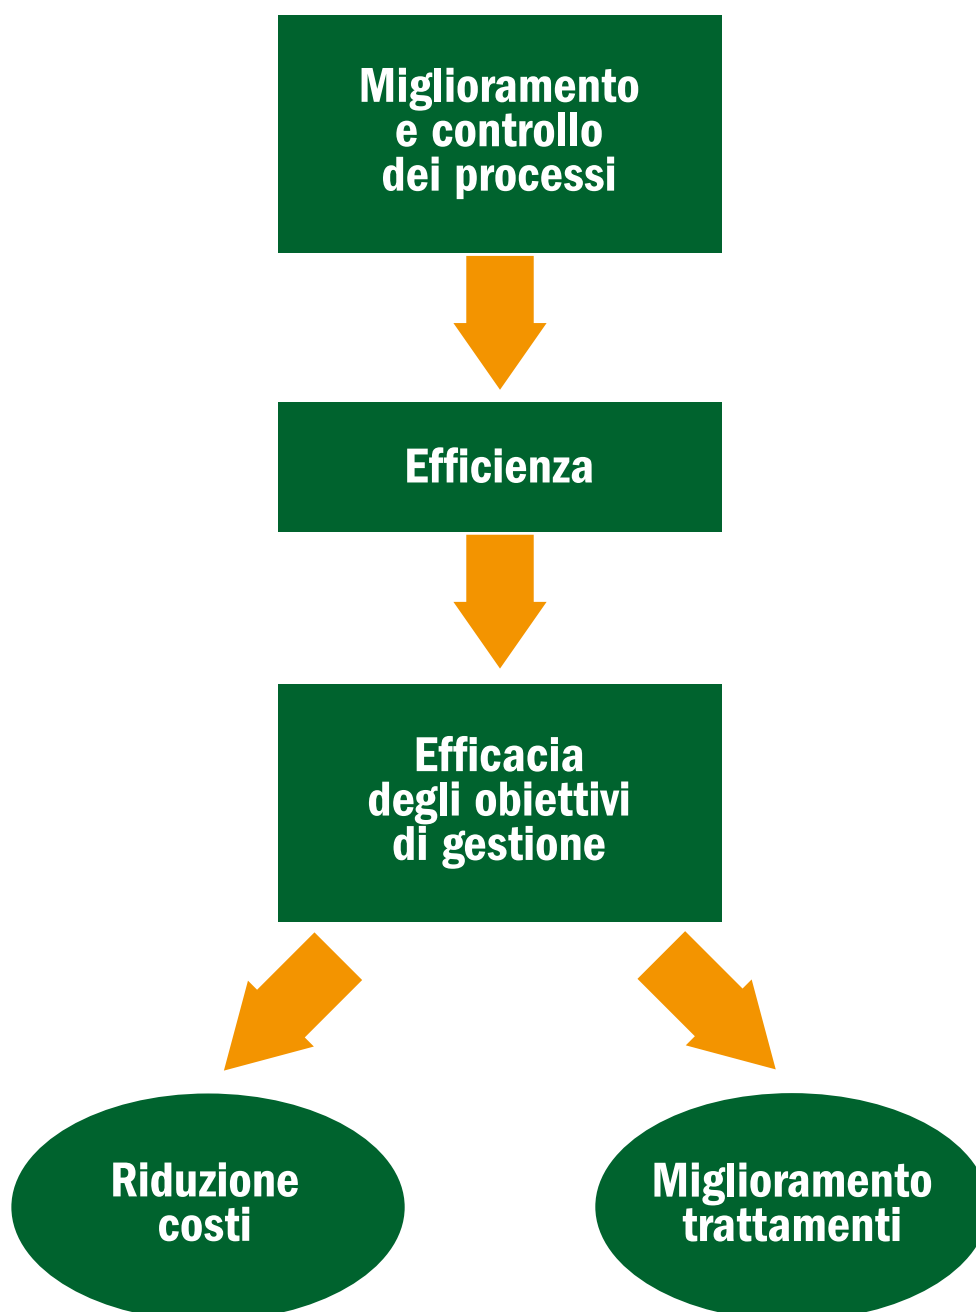 Miglioramento
e controllo
dei processi
Efficienza
Efficacia
degli obiettivi
di gestione
Riduzione
costi
Miglioramento
trattamenti